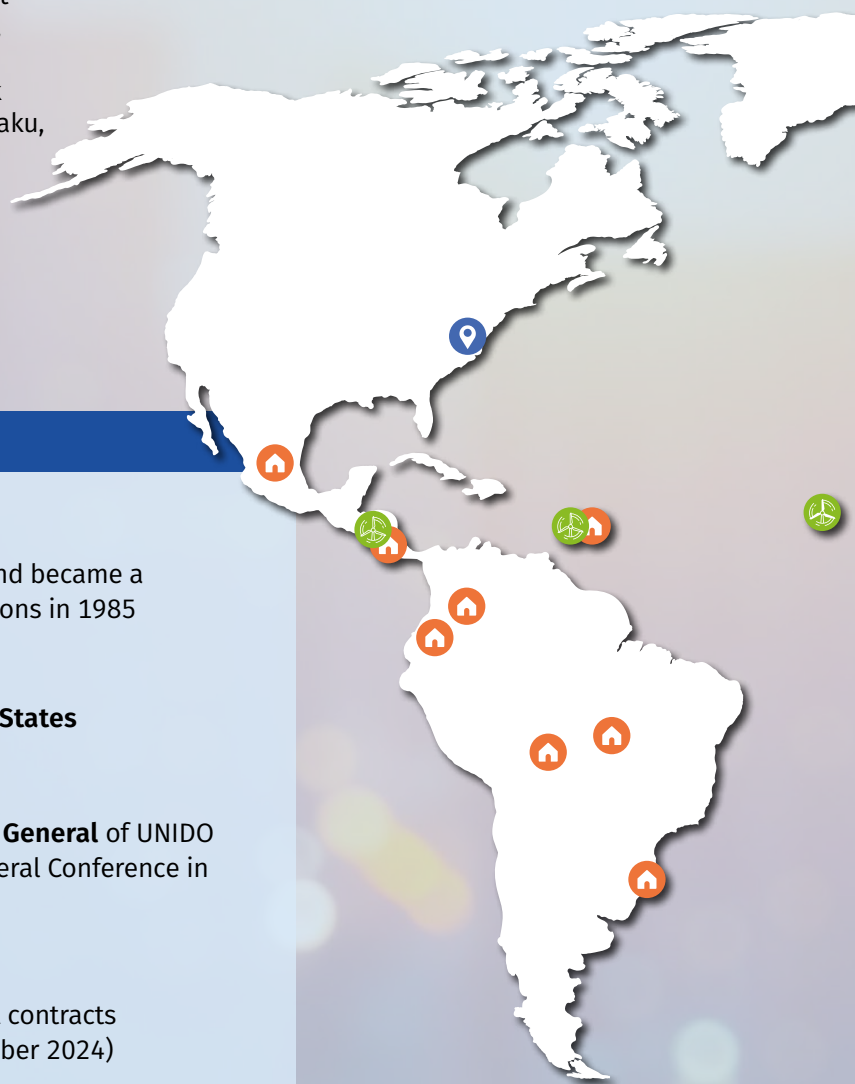 aku,
nd became a
ons in 1985
States
General of UNIDO
eral Conference in
contracts
ber 2024)